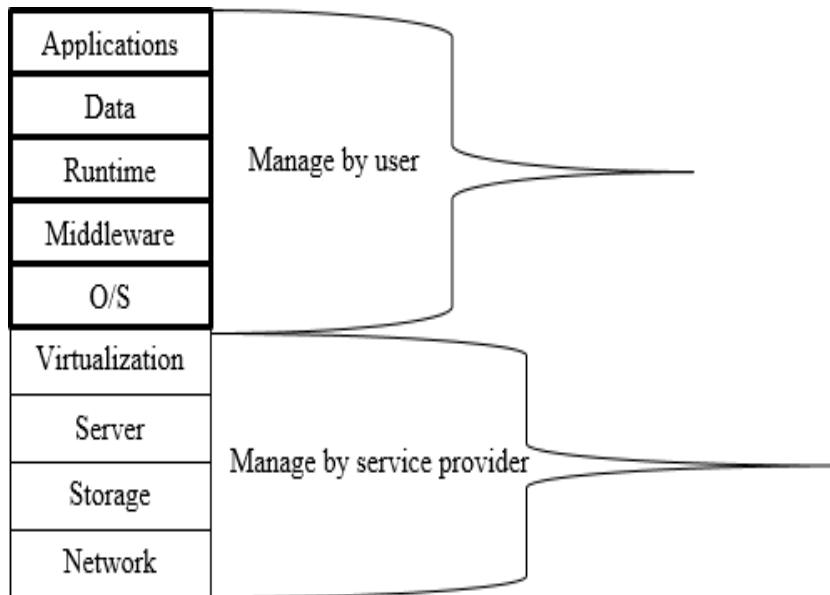 Applications
Data
Runtime
Middleware
O/S
Virtualization
Server
Storage
Network
Manage by user
Manage by service provider